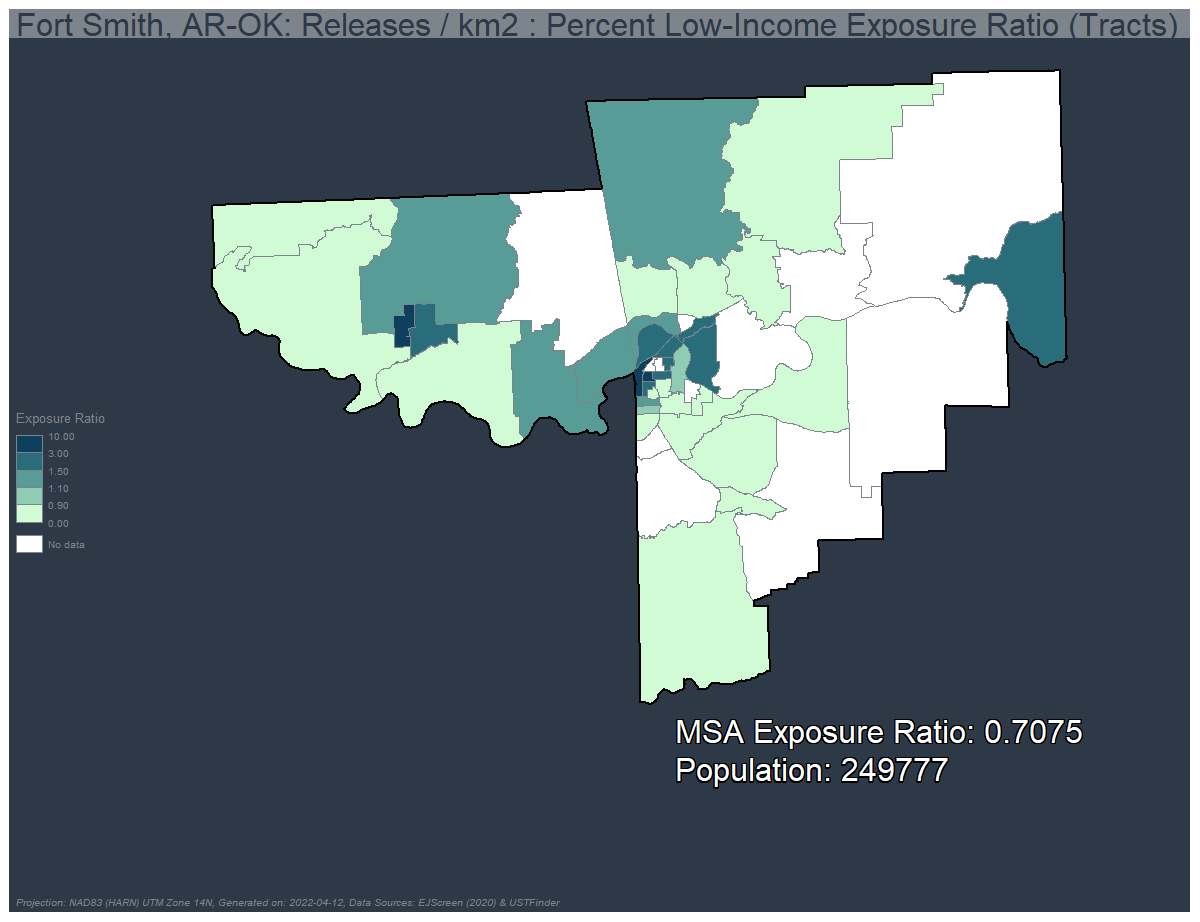 Fort Smith, AR-OK: Releases / km2 : Percent Low-Income Exposure Ratio (Tracts)
Exposure Ratio
10.00
3.00
1.50
1.10
0.90
0.00
No data
MSA Exposure Ratio: 0.7075
Population: 249777
Projection: NAD83 (HARN) UTM Zone 14N, Generated on: 2022-04-12, Data Sources: EJScreen (2020) & USTFinder